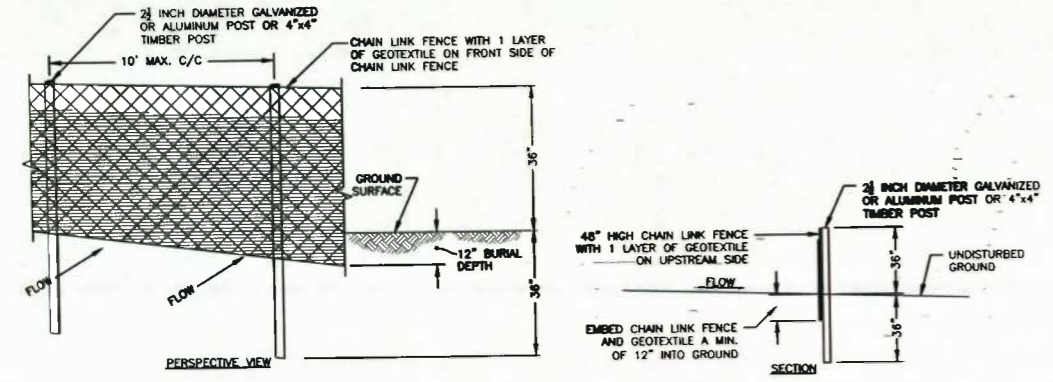 2½ INCH DIAMETER GALVANIZED
OR ALUMINUM POST OR 4"x4"
TIMBER POST
10' MAX. C/C
CHAIN LINK FENCE WITH 1 LAYER
OF GEOTEXTILE ON FRONT SIDE OF
CHAIN LINK FENCE
36"
GROUND
SURFACE
12" BURIAL
DEPTH
36"
FLOW
FLOW
PERSPECTIVE VIEW
2½ INCH DIAMETER GALVANIZED
OR ALUMINUM POST OR 4"x4"
TIMBER POST
48" HIGH CHAIN LINK FENCE
WITH 1 LAYER OF GEOTEXTILE
ON UPSTREAM SIDE
36"
UNDISTURBED
GROUND
FLOW
EMBED CHAIN LINK FENCE
AND GEOTEXTILE A MIN.
OF 12" INTO GROUND
36"
SECTION